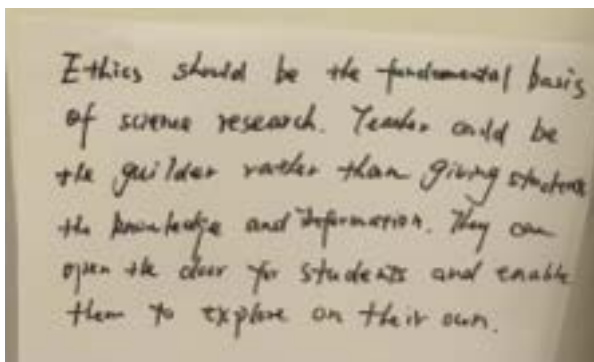 Ethics should be the fundamental basis
of science research. Teacher could be
the guilder rather than giving students
the knowledge and information. They can
open the door for students and enable
them to explore on their own.